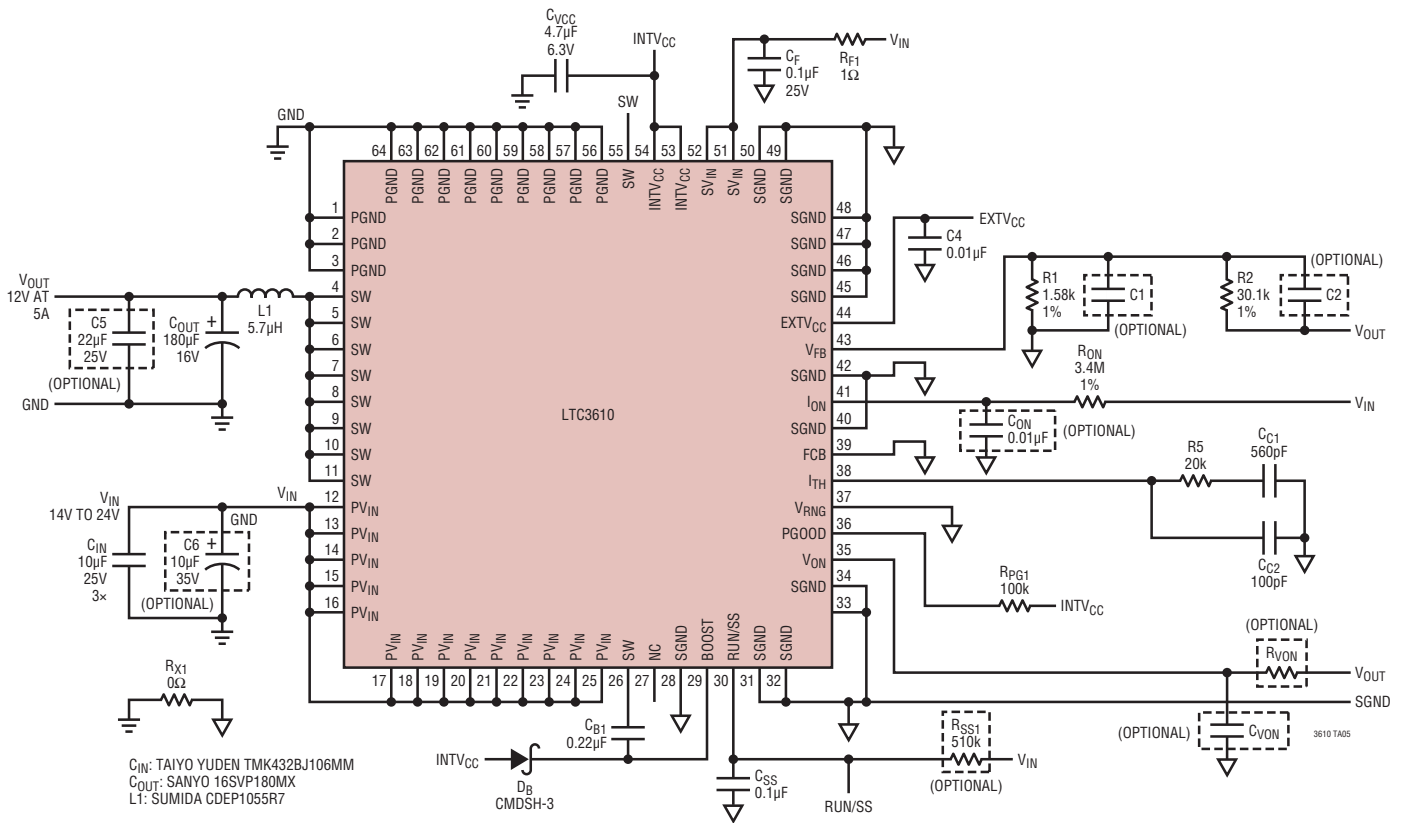 CVCC
4.7µF
6.3V
INTVCC
CF
0.1µF
25V
RF1
1Ω
VIN
SW
GND
64 63 62 61 60 59 58 57 56 55 54 53 52 51 50 49
PGND PGND PGND PGND PGND PGND PGND PGND PGND SW INTVCC INTVCC SVIN SVIN SGND SGND
1 PGND
2 PGND
3 PGND
4 SW
5 SW
6 SW
7 SW
8 SW
9 SW
10 SW
11 SW
12 PVIN
13 PVIN
14 PVIN
15 PVIN
16 PVIN
LTC3610
SGND 48
SGND 47
SGND 46
SGND 45
EXTVCC 44
VFB 43
SGND 42
ION 41
SGND 40
FCB 39
ITH 38
VRNG 37
PGOOD 36
VON 35
SGND 34
33
PVIN PVIN PVIN PVIN PVIN PVIN PVIN PVIN PVIN SW NC SGND BOOST RUN/SS SGND SGND
17 18 19 20 21 22 23 24 25 26 27 28 29 30 31 32
VOUT
12V AT
5A
C5
22µF
25V
(OPTIONAL)
COUT
180µF
16V
+
L1
5.7µH
GND
VIN
14V TO 24V
VIN
GND
CIN
10µF
25V
3×
C6
10µF
35V
+
(OPTIONAL)
RX1
0Ω
EXTVCC
C4
0.01µF
R1
1.58k
1%
C1
(OPTIONAL)
R2
30.1k
1%
(OPTIONAL)
C2
VOUT
RON
3.4M
1%
VIN
CON
0.01µF
(OPTIONAL)
R5
20k
CC1
560pF
CC2
100pF
RPG1
100k
INTVCC
(OPTIONAL)
RVON
VOUT
SGND
(OPTIONAL)
CVON
3610 TA05
CB1
0.22µF
INTVCC
DB
CMDSH-3
CSS
0.1µF
RUN/SS
RSS1
510k
(OPTIONAL)
VIN
CIN: TAIYO YUDEN TMK432BJ106MM
COUT: SANYO 16SVP180MX
L1: SUMIDA CDEP1055R7